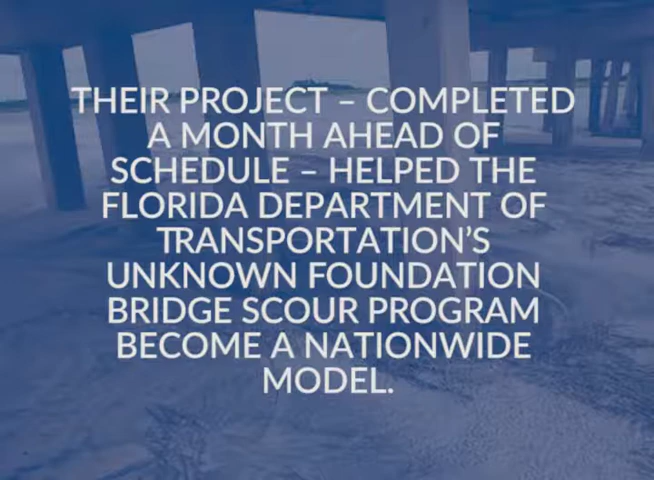 THEIR PROJECT – COMPLETED
A MONTH AHEAD OF
SCHEDULE – HELPED THE
FLORIDA DEPARTMENT OF
TRANSPORTATION’S
UNKNOWN FOUNDATION
BRIDGE SCOUR PROGRAM
BECOME A NATIONWIDE
MODEL.